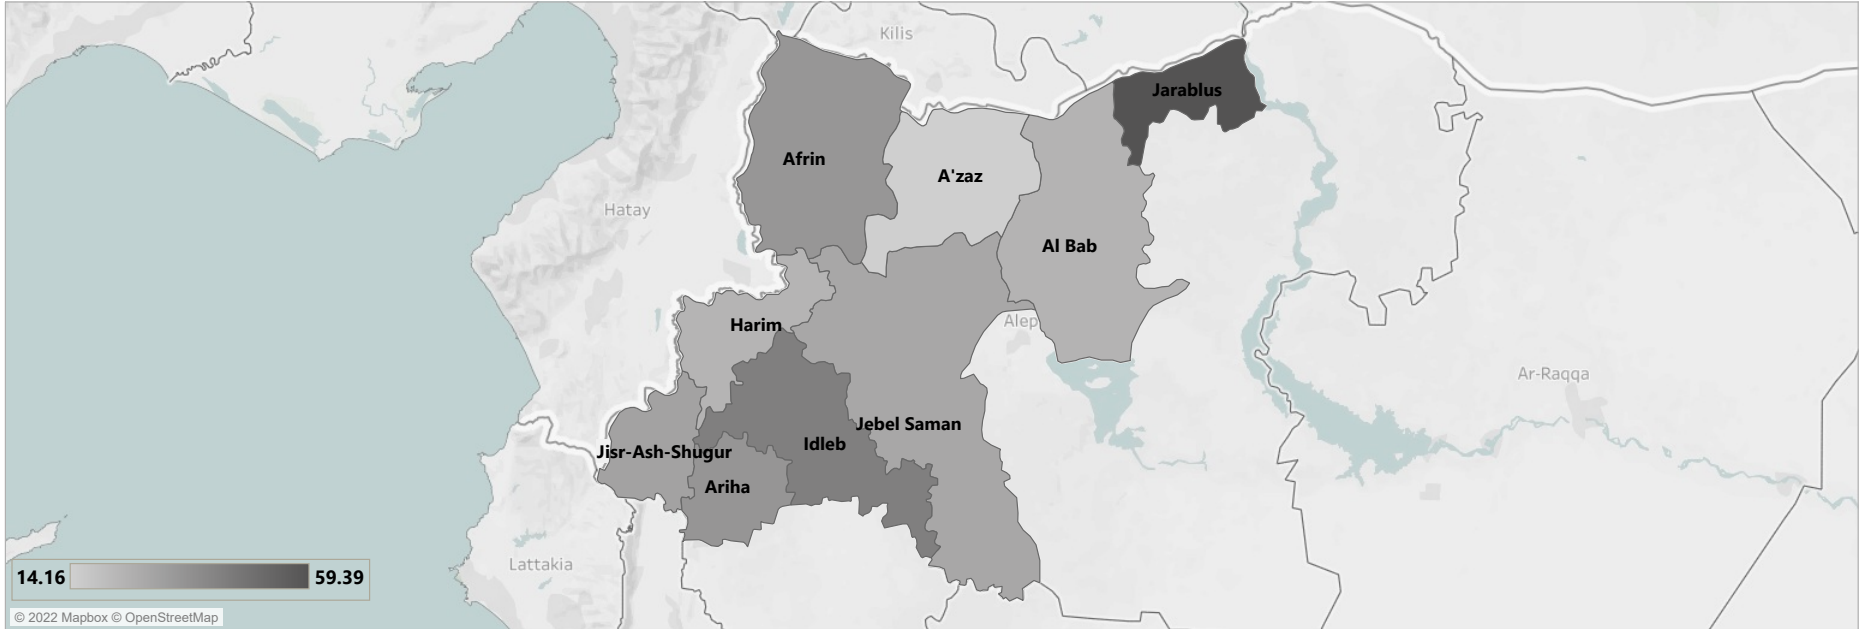 Kilis
Jarablus
Afrin
A'zaz
Hatay
Al Bab
Harim
Alep
Ar-Raqqa
Jebel Saman
Idleb
Jisr-Ash-Shugur
Ariha
Lattakia
14.16
59.39
© 2022 Mapbox © OpenStreetMap